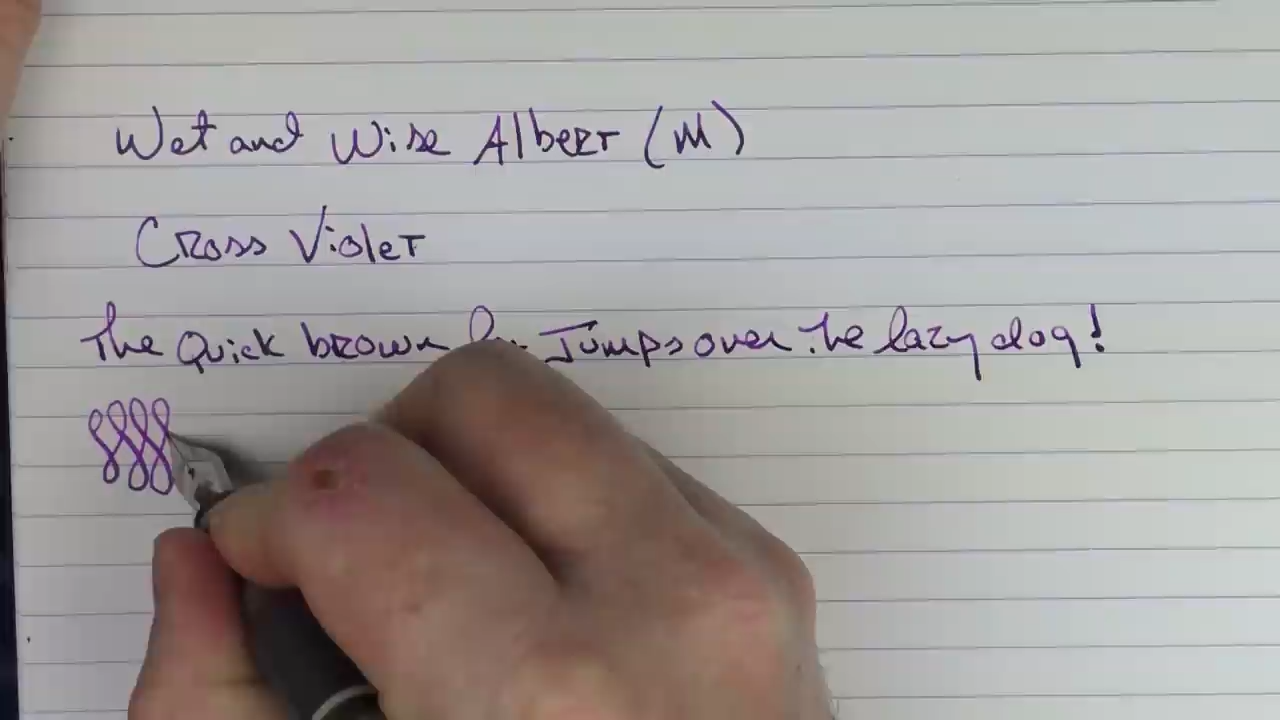 Wet and Wise Albert (M)
Cross Violet
The Quick brown Jumps over the lazy dog!